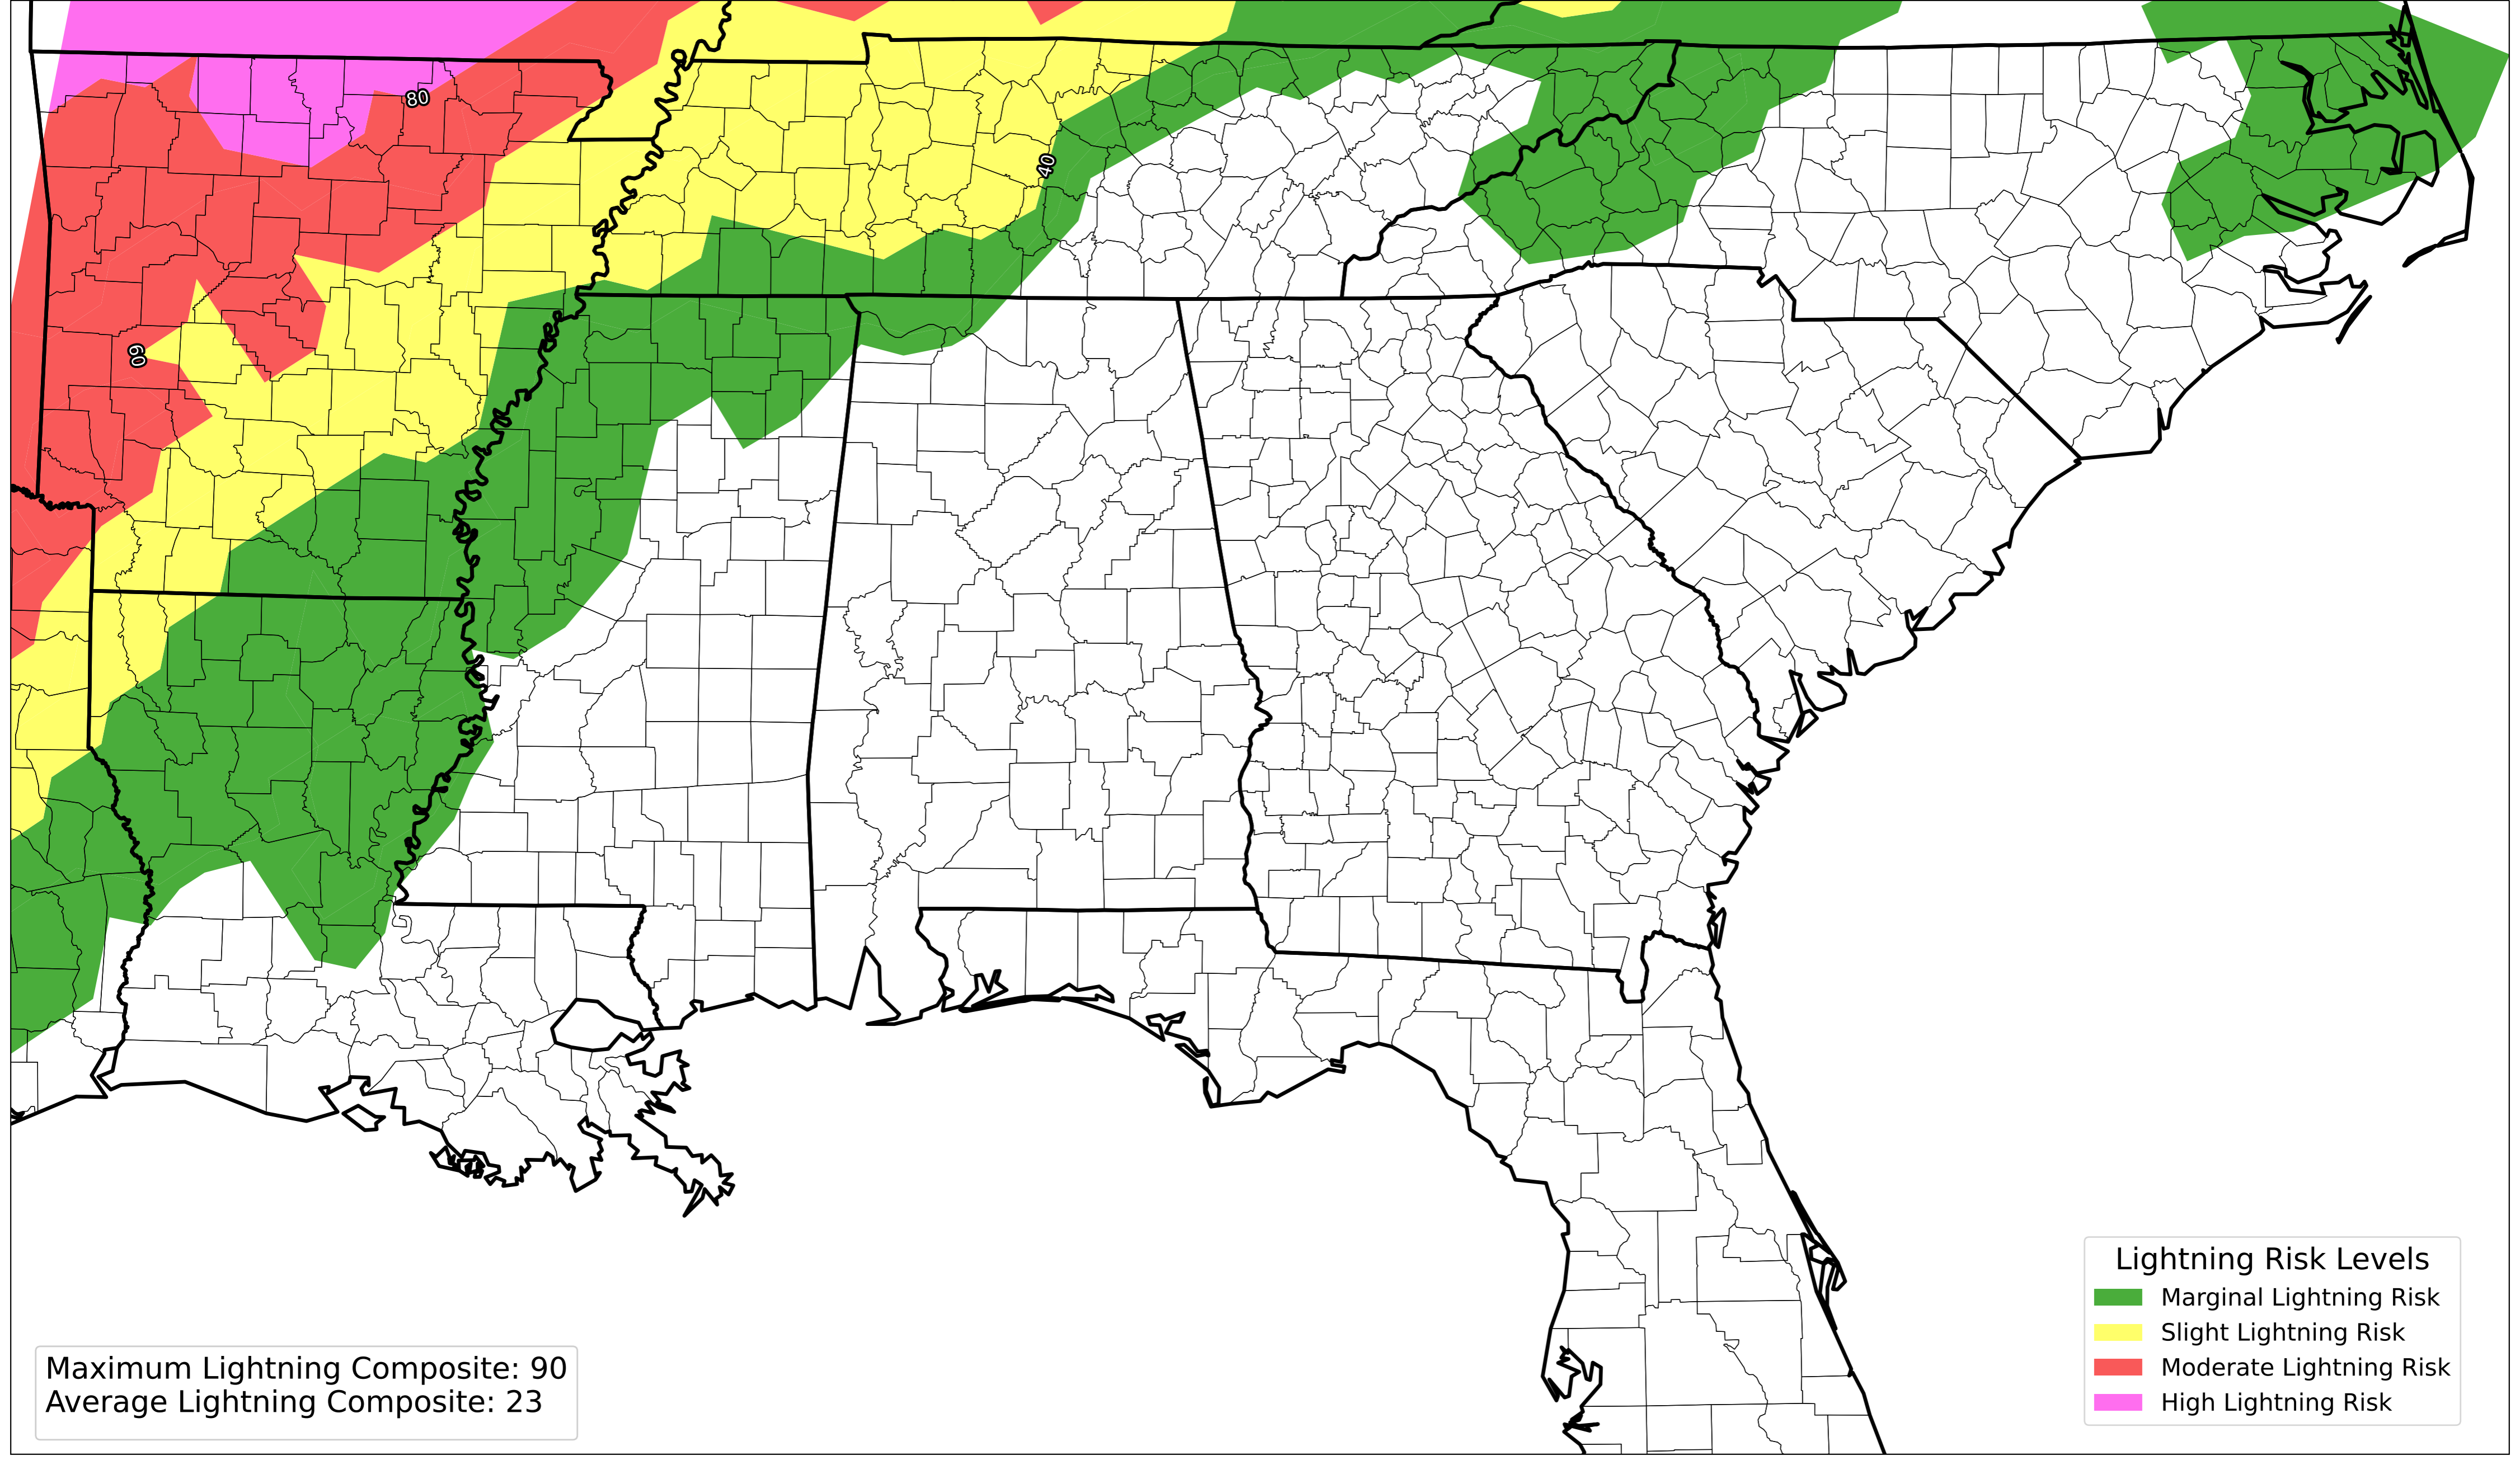 80
40
60
Lightning Risk Levels
Marginal Lightning Risk
Slight Lightning Risk
Moderate Lightning Risk
High Lightning Risk
Maximum Lightning Composite: 90
Average Lightning Composite: 23